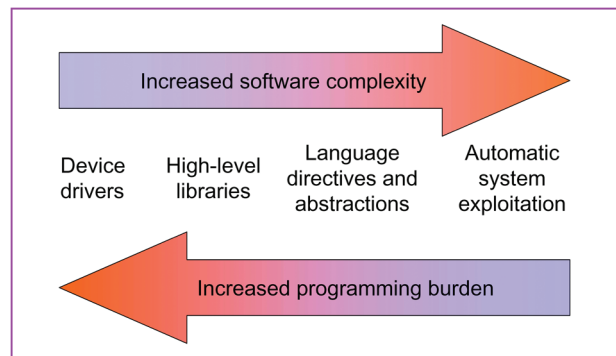 Increased software complexity
Device
drivers
High-level
libraries
Language
directives and
abstractions
Automatic
system
exploitation
Increased programming burden